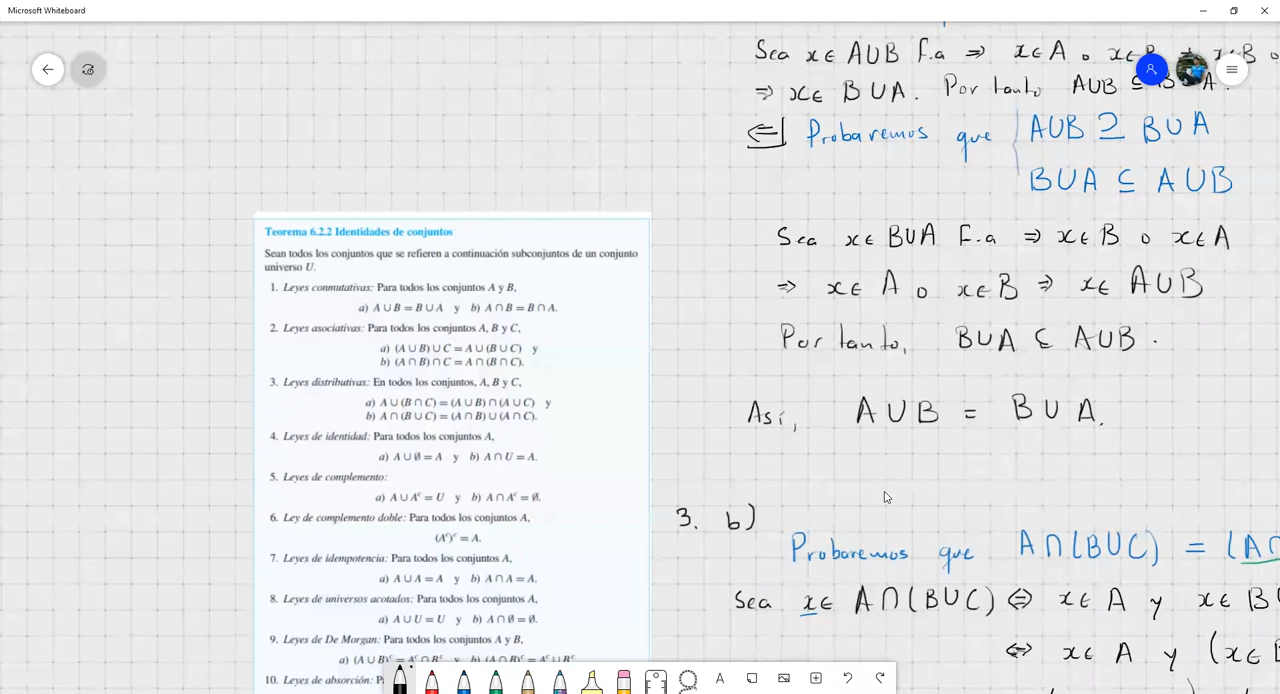 Microsoft Whiteboard
Sea x ∈ A∪B f.a ⇒ x ∈ A o x ∈ B ⇒ x ∈ B o
⇒ x ∈ B∪A. Por tanto A∪B ⊆ B∪A.
⇐] Probaremos que A∪B ⊇ B∪A
B∪A ⊆ A∪B
Sea x ∈ B∪A F.a ⇒ x ∈ B o x ∈ A
⇒ x ∈ A o x ∈ B ⇒ x ∈ A∪B
Por tanto, B∪A ⊆ A∪B.
Así, A∪B = B∪A.
3. b)
Probaremos que A∩(B∪C) = (A∩
Sea x ∈ A∩(B∪C) ⇔ x ∈ A y x ∈ B∪
⇔ x ∈ A y (x ∈ B
Teorema 6.2.2 Identidades de conjuntos
Sean todos los conjuntos que se refieren a continuación subconjuntos de un conjunto
universo U.
1. Leyes conmutativas: Para todos los conjuntos A y B,
a) A ∪ B = B ∪ A y b) A ∩ B = B ∩ A.
2. Leyes asociativas: Para todos los conjuntos A, B y C,
a) (A ∪ B) ∪ C = A ∪ (B ∪ C) y
b) (A ∩ B) ∩ C = A ∩ (B ∩ C).
3. Leyes distributivas: En todos los conjuntos, A, B y C,
a) A ∪ (B ∩ C) = (A ∪ B) ∩ (A ∪ C) y
b) A ∩ (B ∪ C) = (A ∩ B) ∪ (A ∩ C).
4. Leyes de identidad: Para todos los conjuntos A,
a) A ∪ Ø = A y b) A ∩ U = A.
5. Leyes de complemento:
a) A ∪ Aᶜ = U y b) A ∩ Aᶜ = Ø.
6. Ley de complemento doble: Para todos los conjuntos A,
(Aᶜ)ᶜ = A.
7. Leyes de idempotencia: Para todos los conjuntos A,
a) A ∪ A = A y b) A ∩ A = A.
8. Leyes de universos acotados: Para todos los conjuntos A,
a) A ∪ U = U y b) A ∩ Ø = Ø.
9. Leyes de De Morgan: Para todos los conjuntos A y B,
a) (A ∪ B)ᶜ = Aᶜ ∩ Bᶜ y b) (A ∩ B)ᶜ = Aᶜ ∪ Bᶜ
10. Leyes de absorción: